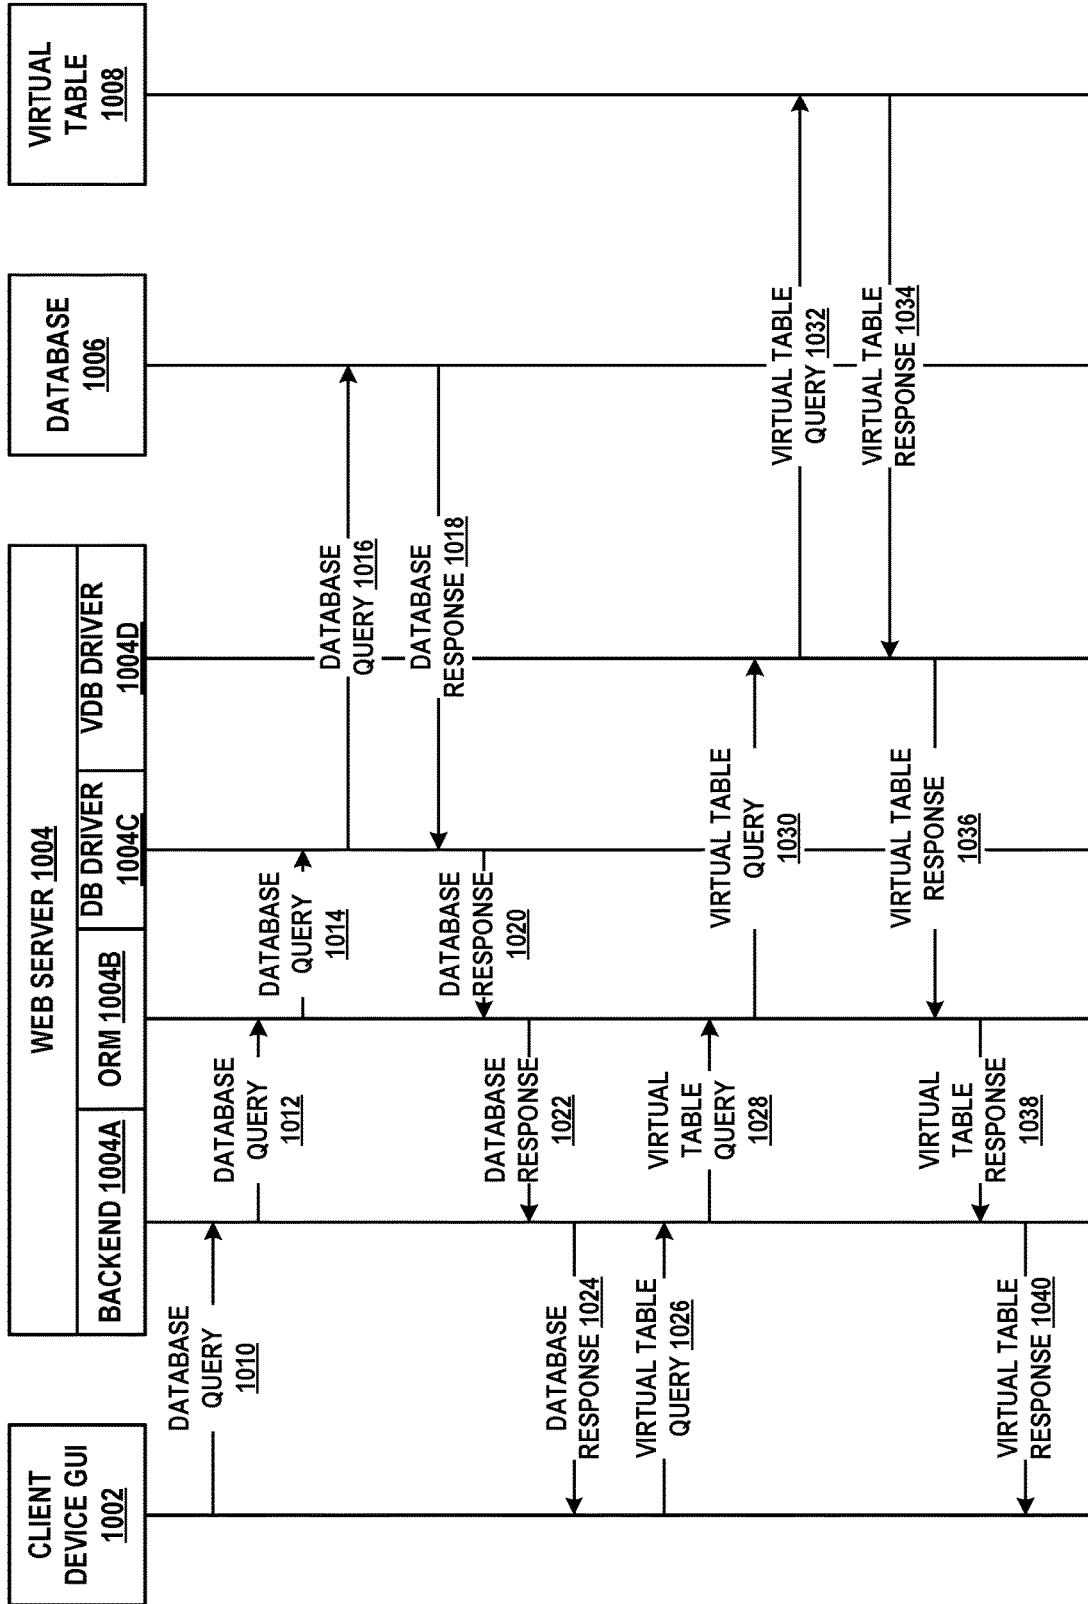 CLIENT
DEVICE GUI
1002
WEB SERVER 1004
BACKEND 1004A
ORM 1004B
DB DRIVER
1004C
VDB DRIVER
1004D
DATABASE
1006
VIRTUAL
TABLE
1008
DATABASE
QUERY
1010
DATABASE
QUERY
1012
DATABASE
QUERY
1014
DATABASE
QUERY 1016
DATABASE
RESPONSE 1018
DATABASE
RESPONSE
1020
DATABASE
RESPONSE
1022
DATABASE
RESPONSE 1024
VIRTUAL TABLE
QUERY 1026
VIRTUAL
TABLE
QUERY
1028
VIRTUAL TABLE
QUERY
1030
VIRTUAL TABLE
QUERY 1032
VIRTUAL TABLE
RESPONSE 1034
VIRTUAL TABLE
RESPONSE
1036
VIRTUAL
TABLE
RESPONSE
1038
VIRTUAL TABLE
RESPONSE 1040